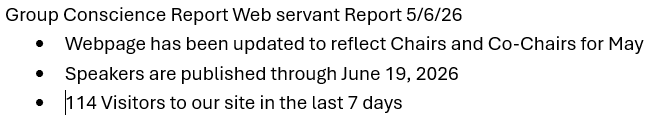 Group Conscience Report Web servant Report 5/6/26
• Webpage has been updated to reflect Chairs and Co-Chairs for May
• Speakers are published through June 19, 2026
• 114 Visitors to our site in the last 7 days